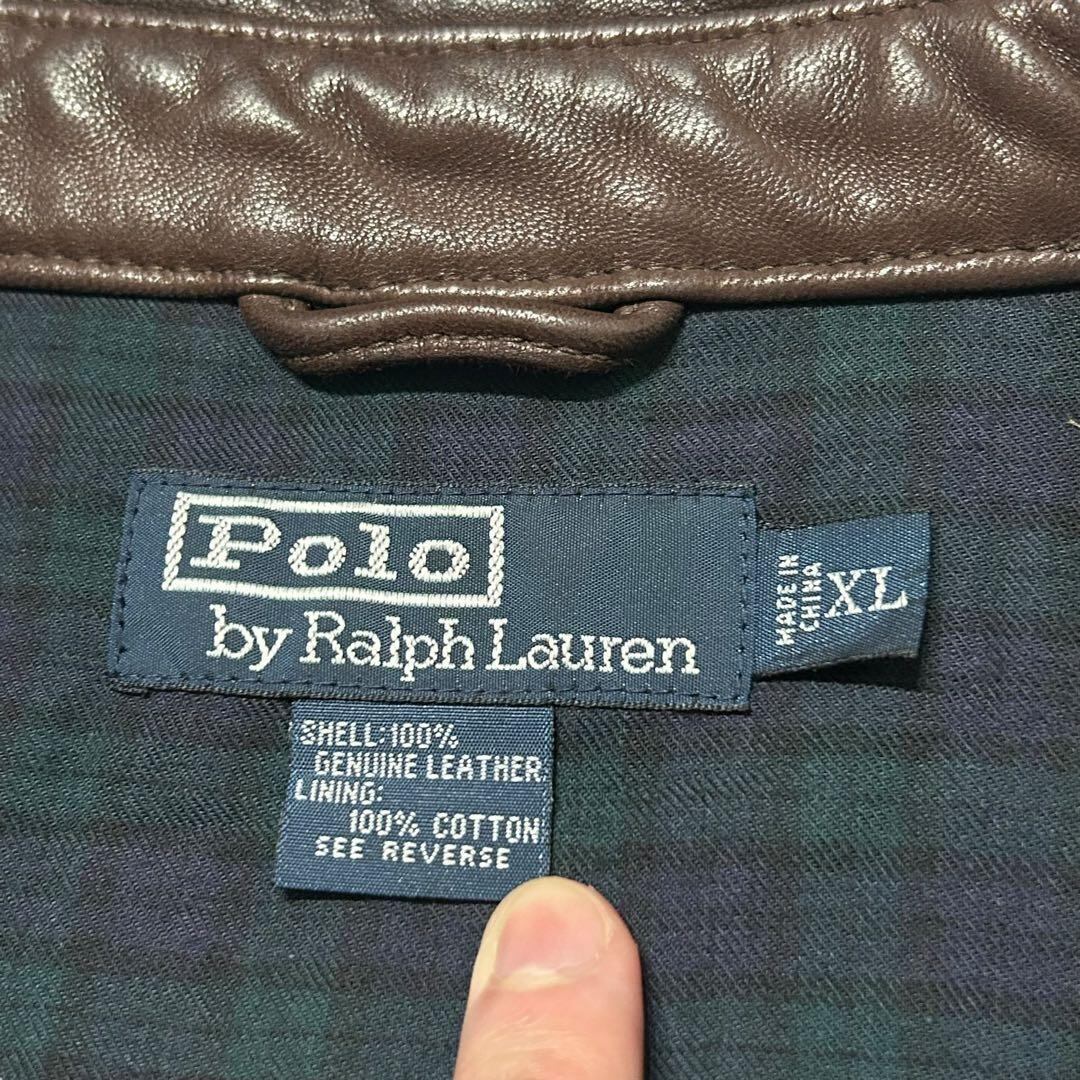 Polo
by Ralph Lauren
MADE IN
CHINA
XL
SHELL:100%
GENUINE LEATHER
LINING:
100% COTTON
SEE REVERSE